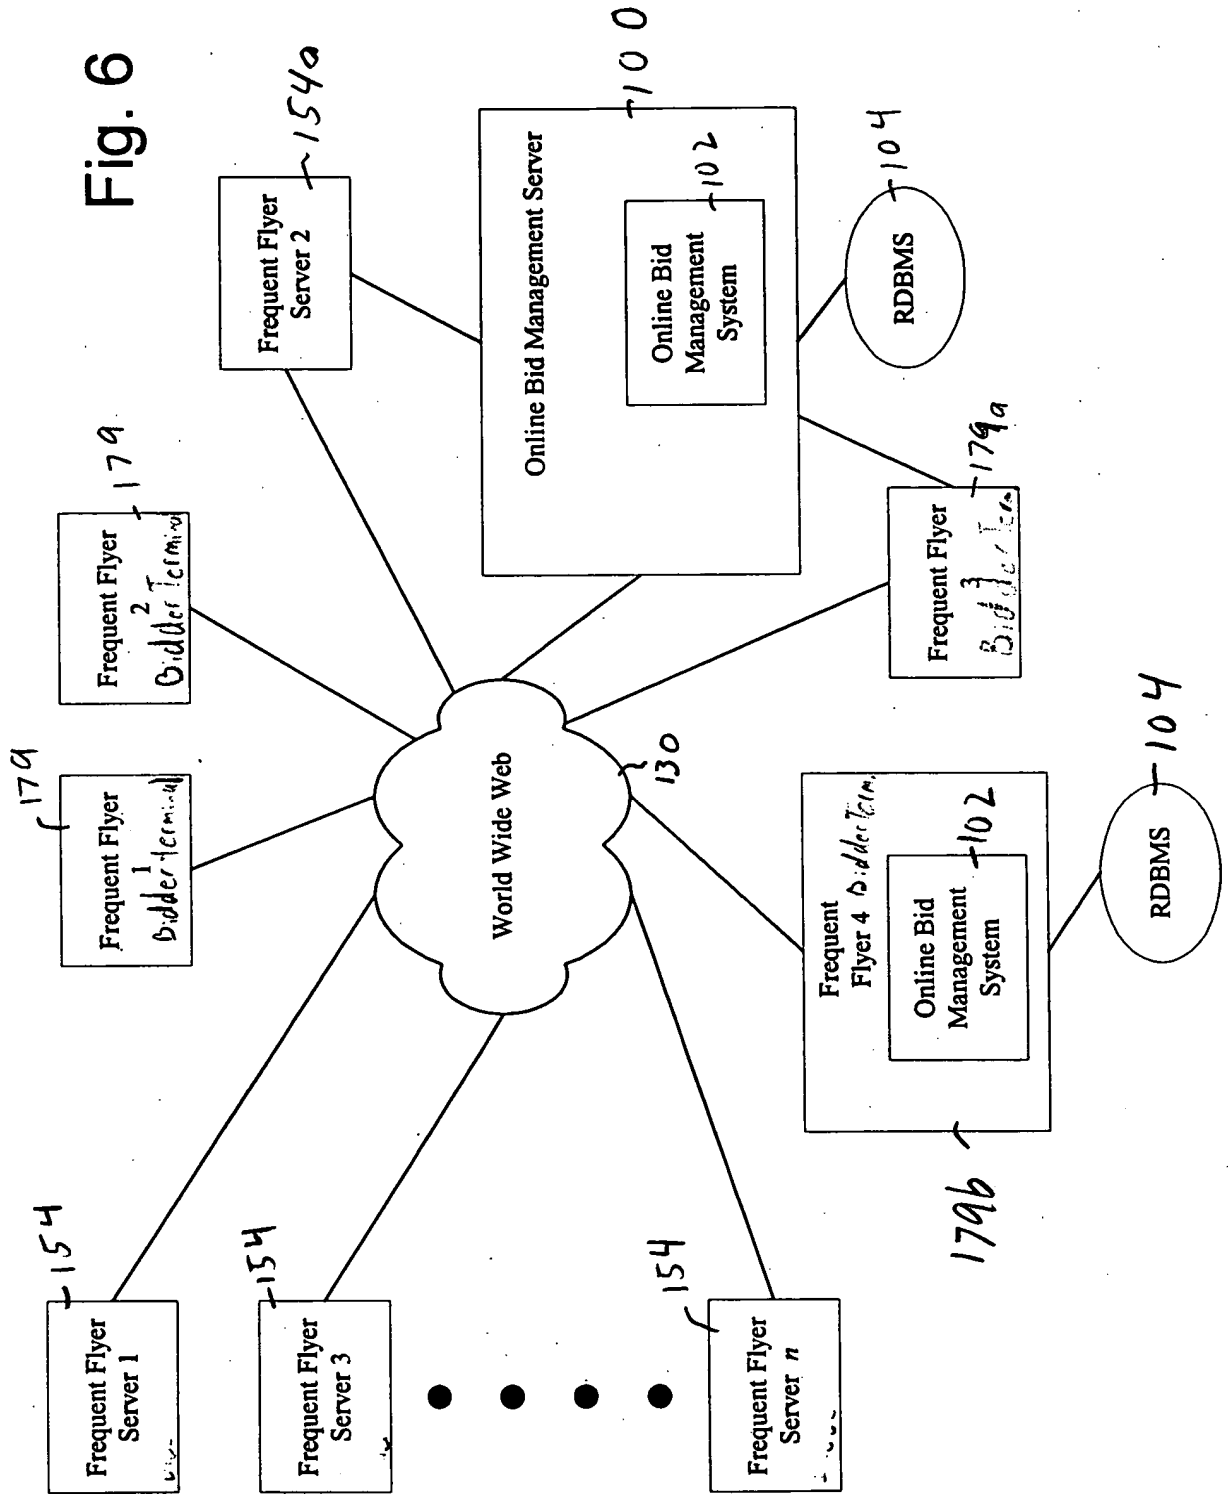 Fig. 6
179
Frequent Flyer
1
Bidder Terminal
179
Frequent Flyer
2
Bidder Terminal
154a
Frequent Flyer
Server 2
154
Frequent Flyer
Server 1
154
Frequent Flyer
Server 3
154
Frequent Flyer
Server n
World Wide Web
130
100
Online Bid Management Server
102
Online Bid
Management
System
104
RDBMS
179a
Frequent Flyer
3
Bidder Term
179b
Frequent
Flyer 4 Bidder Term.
102
Online Bid
Management
System
104
RDBMS